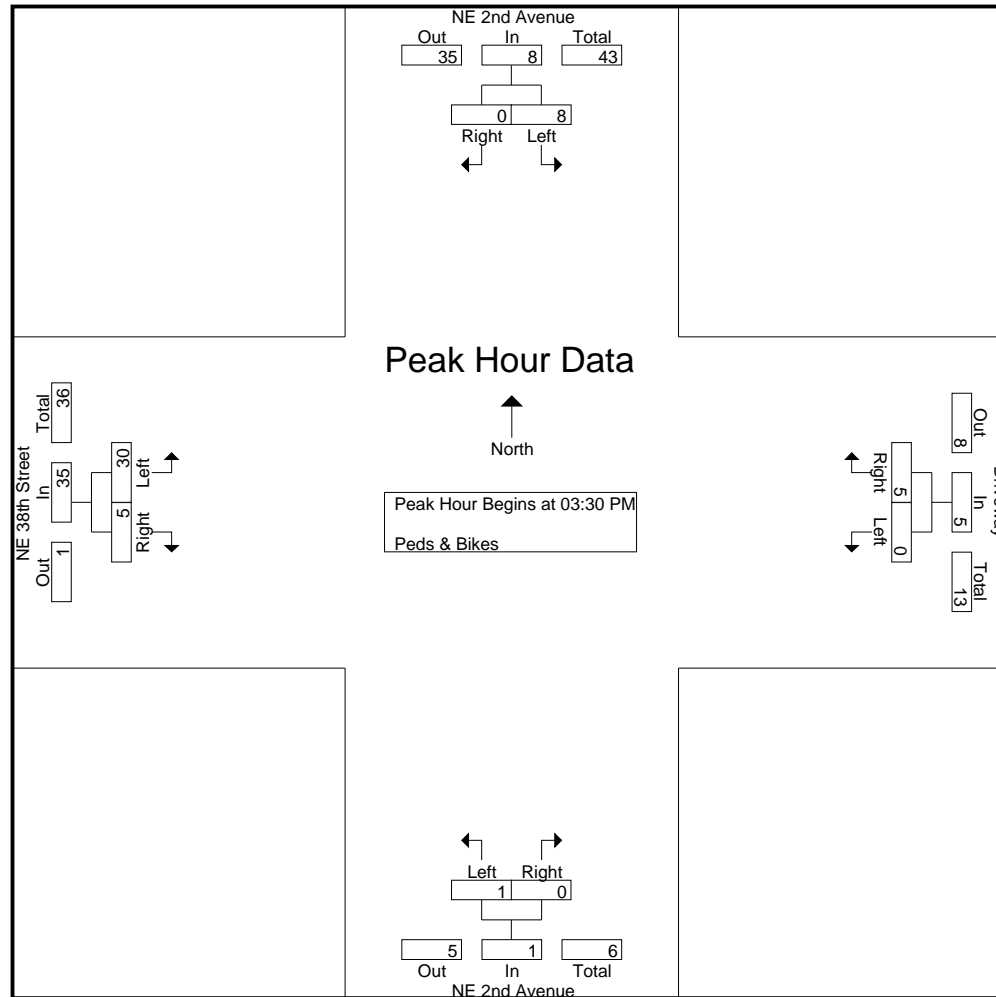 NE 2nd Avenue
Out In Total
35 8 43
0 8
Right Left
Peak Hour Data
North
Peak Hour Begins at 03:30 PM
Peds & Bikes
NE 38th Street
Out In Total
1 35 36
Right Left
5 30
Out In Total
8 5 13
Right Left
5 0
Left Right
1 0
5 1 6
Out In Total
NE 2nd Avenue